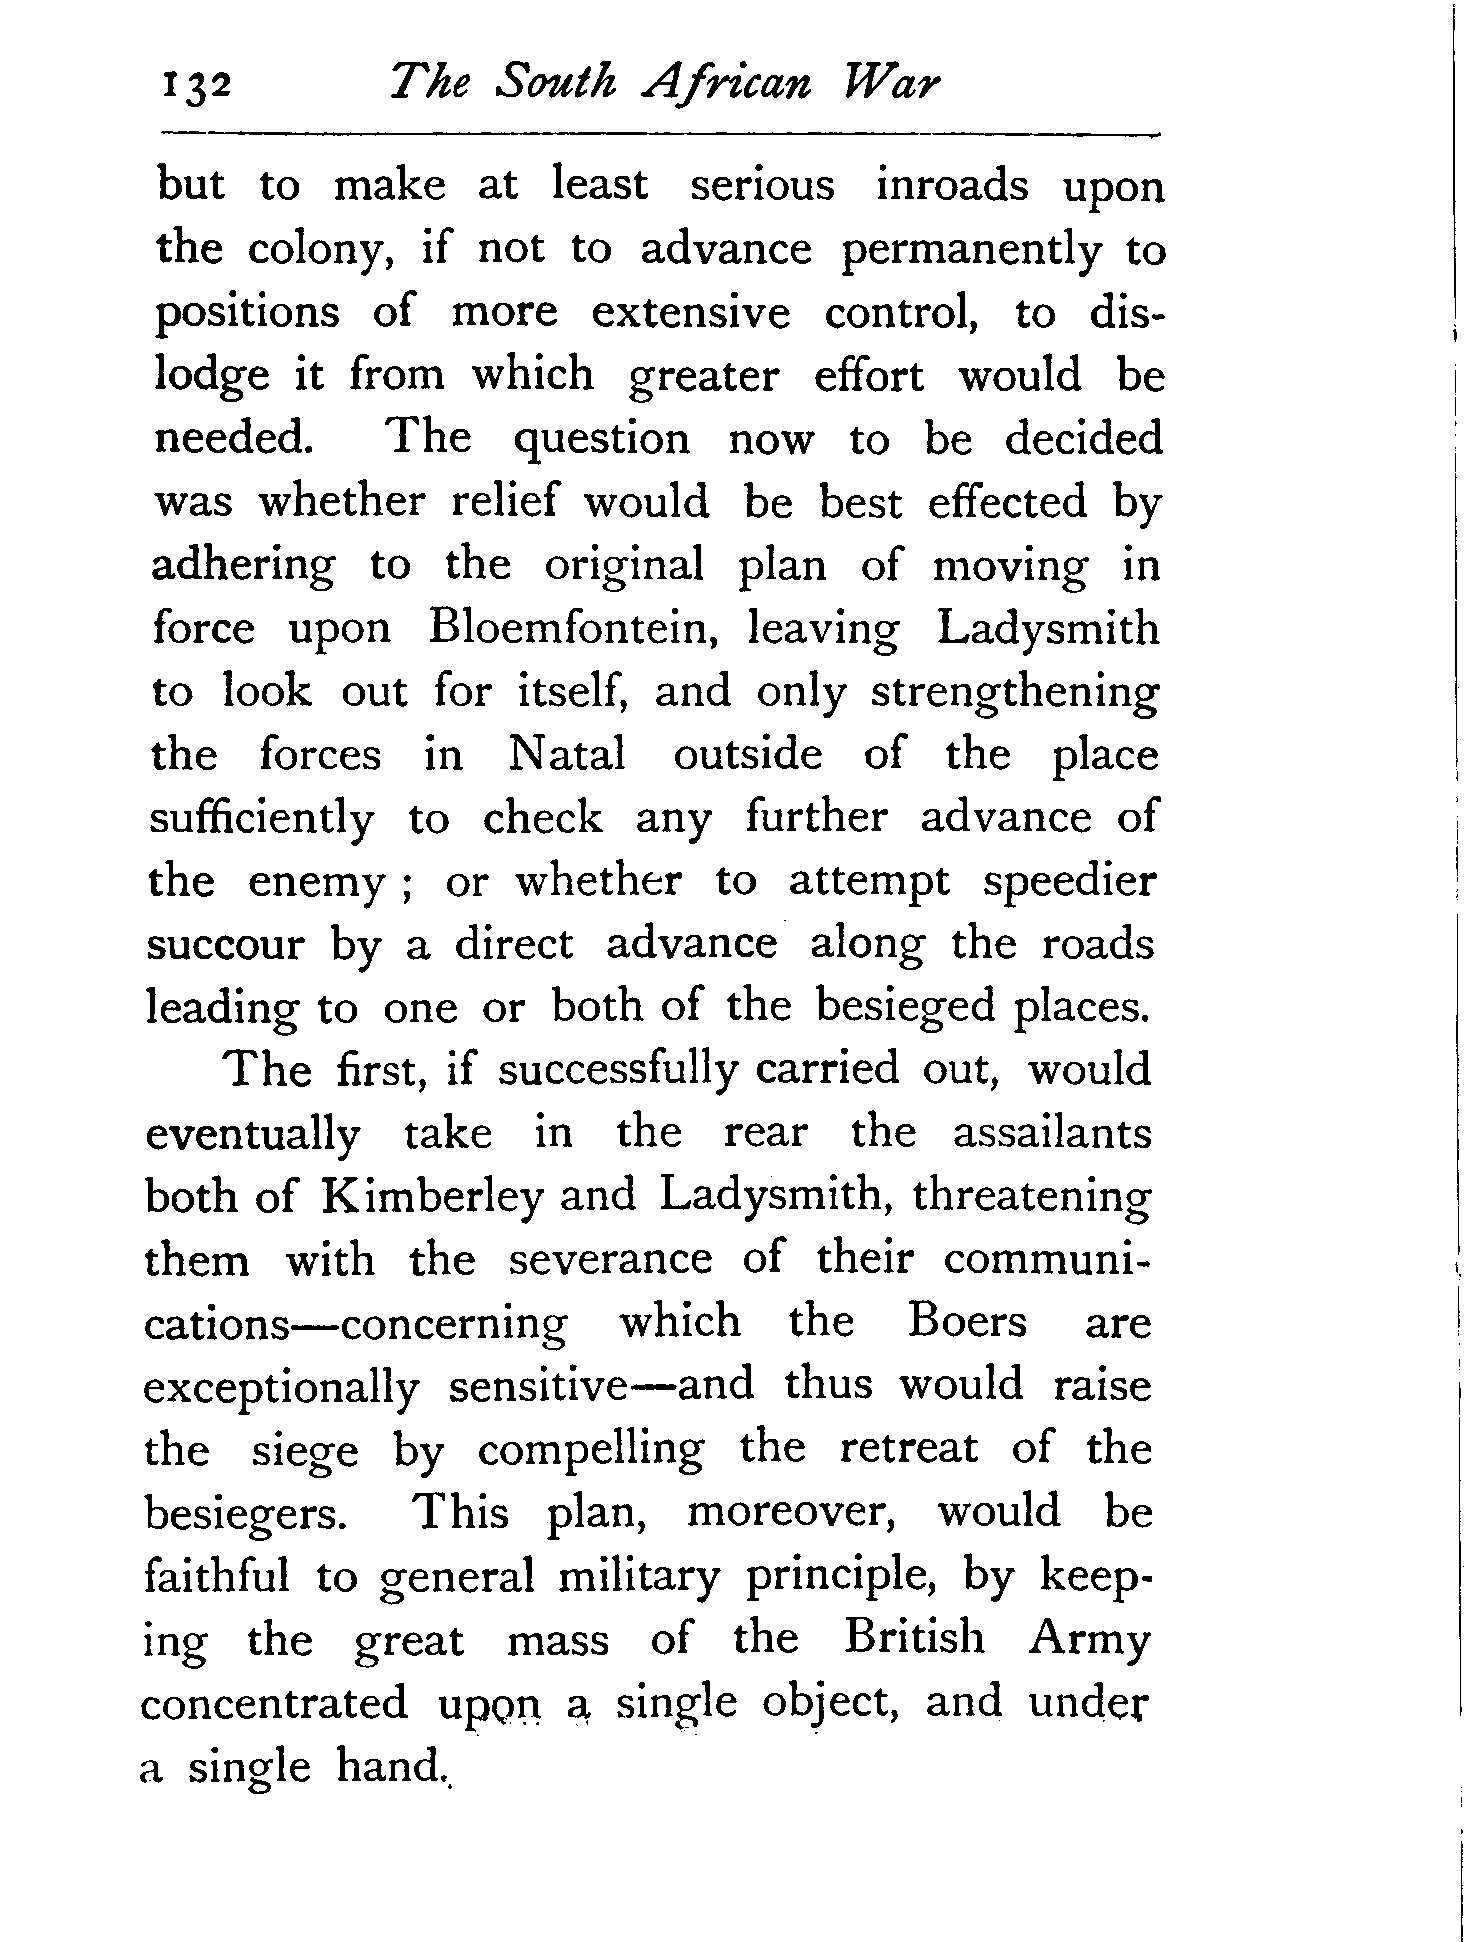 132 The South African War
but to make at least serious inroads upon
the colony, if not to advance permanently to
positions of more extensive control, to dis-
lodge it from which greater effort would be
needed. The question now to be decided
was whether relief would be best effected by
adhering to the original plan of moving in
force upon Bloemfontein, leaving Ladysmith
to look out for itself, and only strengthening
the forces in Natal outside of the place
sufficiently to check any further advance of
the enemy ; or whether to attempt speedier
succour by a direct advance along the roads
leading to one or both of the besieged places.
The first, if successfully carried out, would
eventually take in the rear the assailants
both of Kimberley and Ladysmith, threatening
them with the severance of their communi-
cations—concerning which the Boers are
exceptionally sensitive—and thus would raise
the siege by compelling the retreat of the
besiegers. This plan, moreover, would be
faithful to general military principle, by keep-
ing the great mass of the British Army
concentrated upon a single object, and under
a single hand.